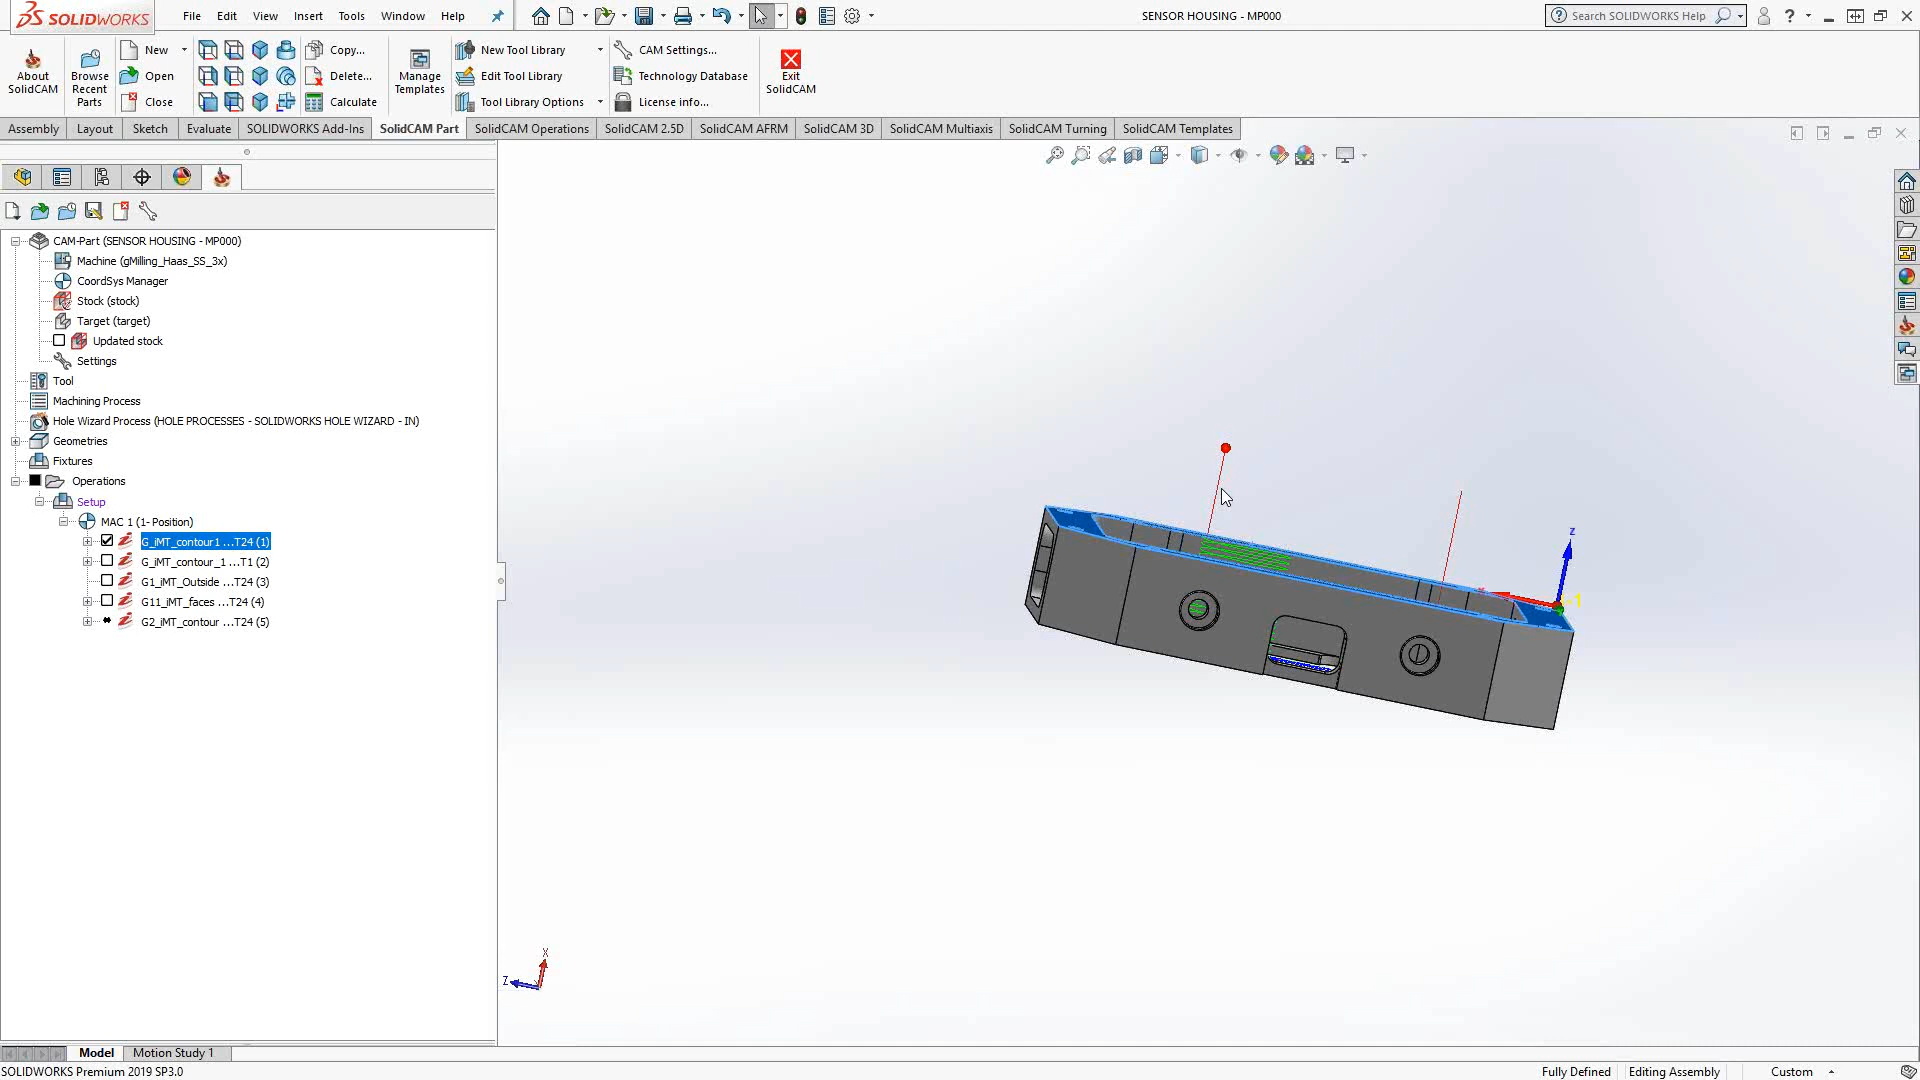 SOLIDWORKS
File Edit View Insert Tools Window Help
SENSOR HOUSING - MP000
Search SOLIDWORKS Help
About SolidCAM
Browse Recent Parts
New
Open
Close
Copy...
Delete...
Calculate
Manage Templates
New Tool Library
Edit Tool Library
Tool Library Options
CAM Settings...
Technology Database
License info...
Exit SolidCAM
Assembly Layout Sketch Evaluate SOLIDWORKS Add-Ins SolidCAM Part SolidCAM Operations SolidCAM 2.5D SolidCAM AFRM SolidCAM 3D SolidCAM Multiaxis SolidCAM Turning SolidCAM Templates
CAM-Part (SENSOR HOUSING - MP000)
Machine (gMilling_Haas_SS_3x)
CoordSys Manager
Stock (stock)
Target (target)
Updated stock
Settings
Tool
Machining Process
Hole Wizard Process (HOLE PROCESSES - SOLIDWORKS HOLE WIZARD - IN)
Geometries
Fixtures
Operations
Setup
MAC 1 (1- Position)
G_iMT_contour1 ...T24 (1)
G_iMT_contour_1 ...T1 (2)
G1_iMT_Outside ...T24 (3)
G11_iMT_faces ...T24 (4)
G2_iMT_contour ...T24 (5)
Z
1
X
Z
Model Motion Study 1
SOLIDWORKS Premium 2019 SP3.0
Fully Defined Editing Assembly Custom